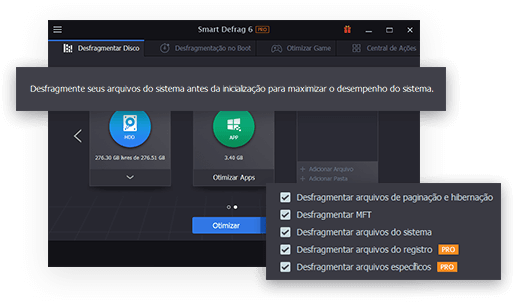 Smart Defrag 6 PRO
Desfragmentar Disco
Desfragmentação no Boot
Otimizar Game
Central de Ações
Desfragmente seus arquivos do sistema antes da inicialização para maximizar o desempenho do sistema.
HDD
APP
276.30 GB livres de 276.51 GB
3.40 GB
Otimizar Apps
+ Adicionar Arquivo
+ Adicionar Pasta
Otimizar
Desfragmentar arquivos de paginação e hibernação
Desfragmentar MFT
Desfragmentar arquivos do sistema
Desfragmentar arquivos do registro PRO
Desfragmentar arquivos específicos PRO